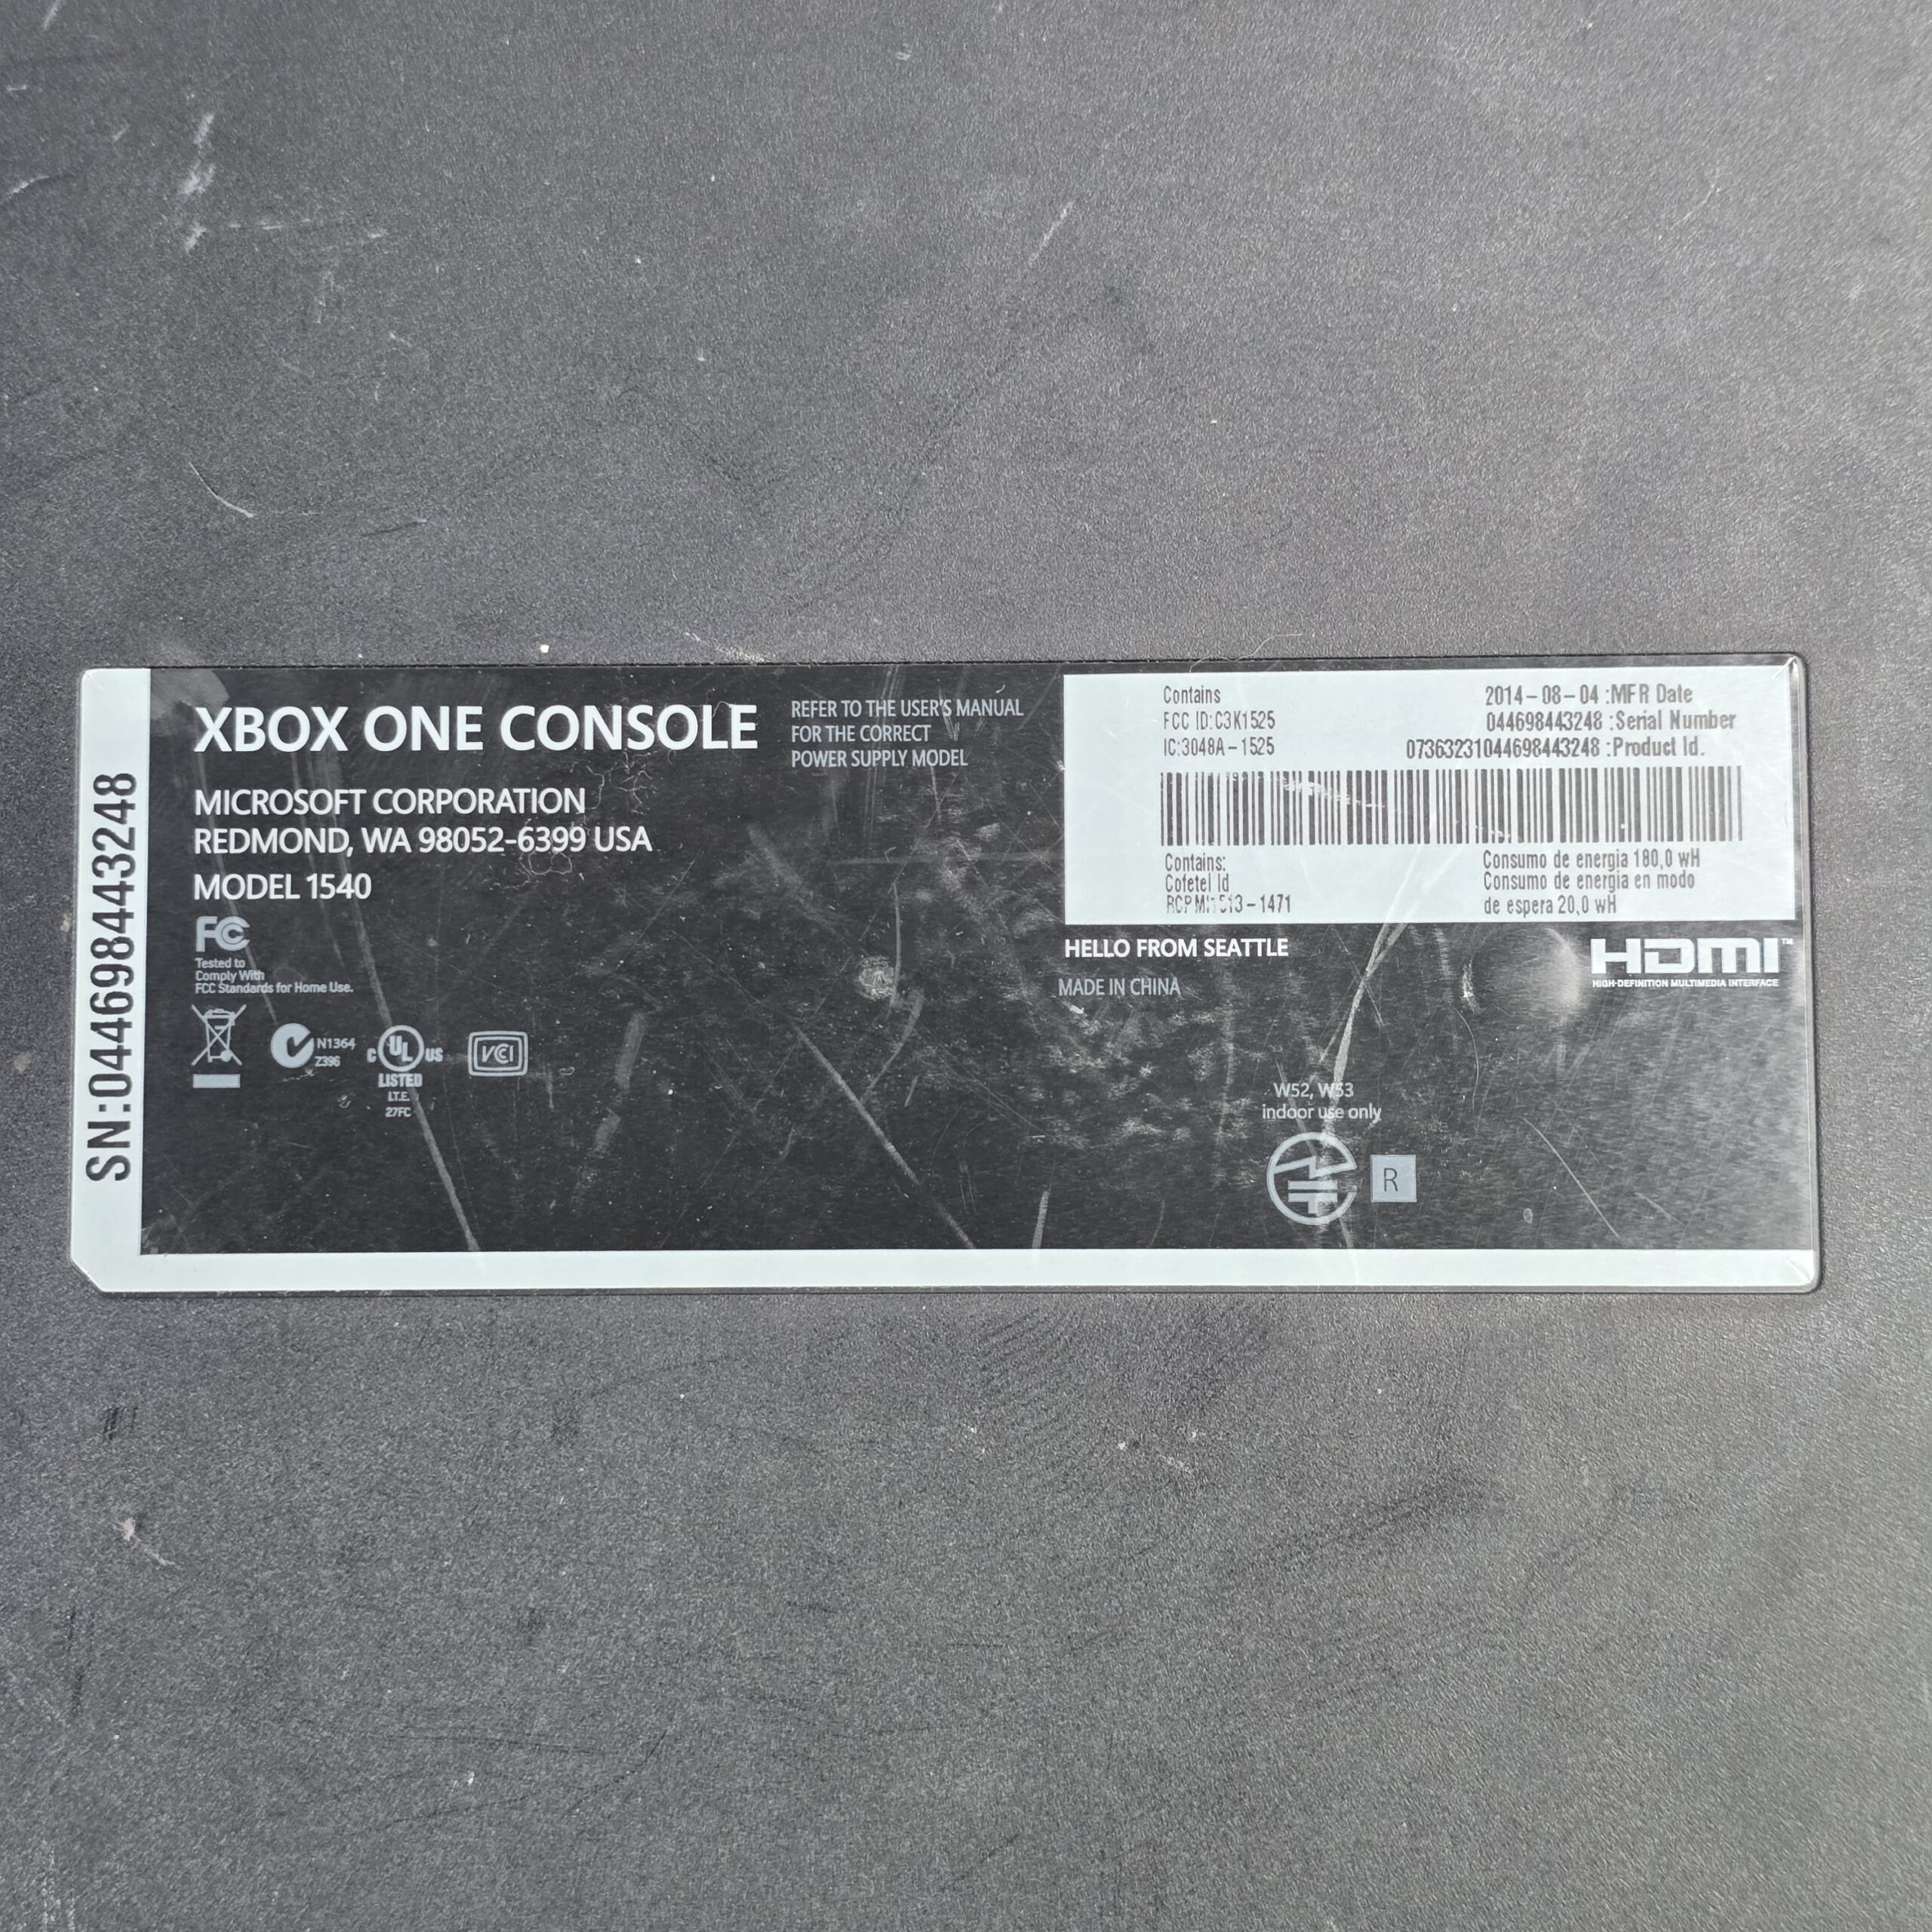 SN:044698443248
XBOX ONE CONSOLE
REFER TO THE USER'S MANUAL
FOR THE CORRECT
POWER SUPPLY MODEL
MICROSOFT CORPORATION
REDMOND, WA 98052-6399 USA
MODEL 1540
FC
Tested to
Comply With
FCC Standards for Home Use.
N1364
Z396
C UL US
LISTED
I.T.E.
27FC
VCI
Contains
FCC ID:C3K1525
IC:3048A-1525
2014-08-04 :MFR Date
044698443248 :Serial Number
07363231044698443248 :Product Id.
Contains:
Cofetel Id
Consumo de energia 180,0 wH
Consumo de energia en modo
de espera 20,0 wH
HELLO FROM SEATTLE
MADE IN CHINA
HDMI™
HIGH-DEFINITION MULTIMEDIA INTERFACE
W52, W53
indoor use only
R